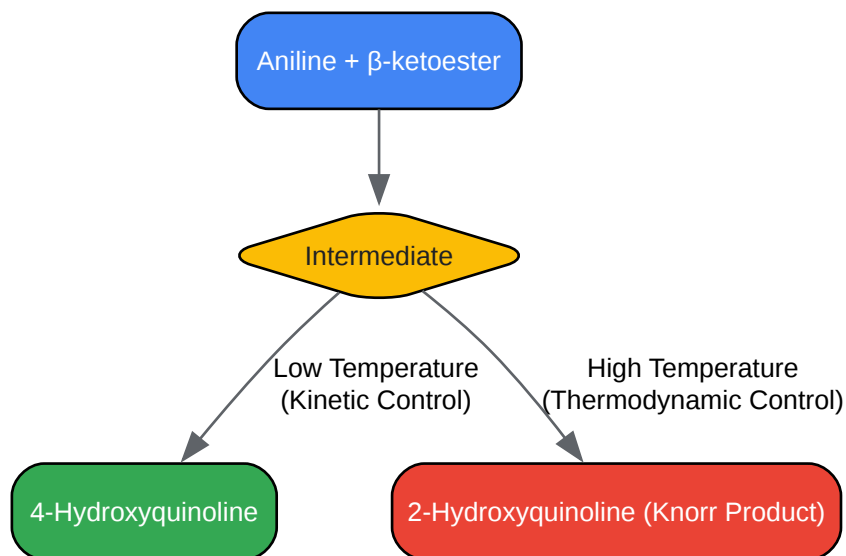 Aniline + β-ketoester
Intermediate
Low Temperature
(Kinetic Control)
High Temperature
(Thermodynamic Control)
4-Hydroxyquinoline
2-Hydroxyquinoline (Knorr Product)